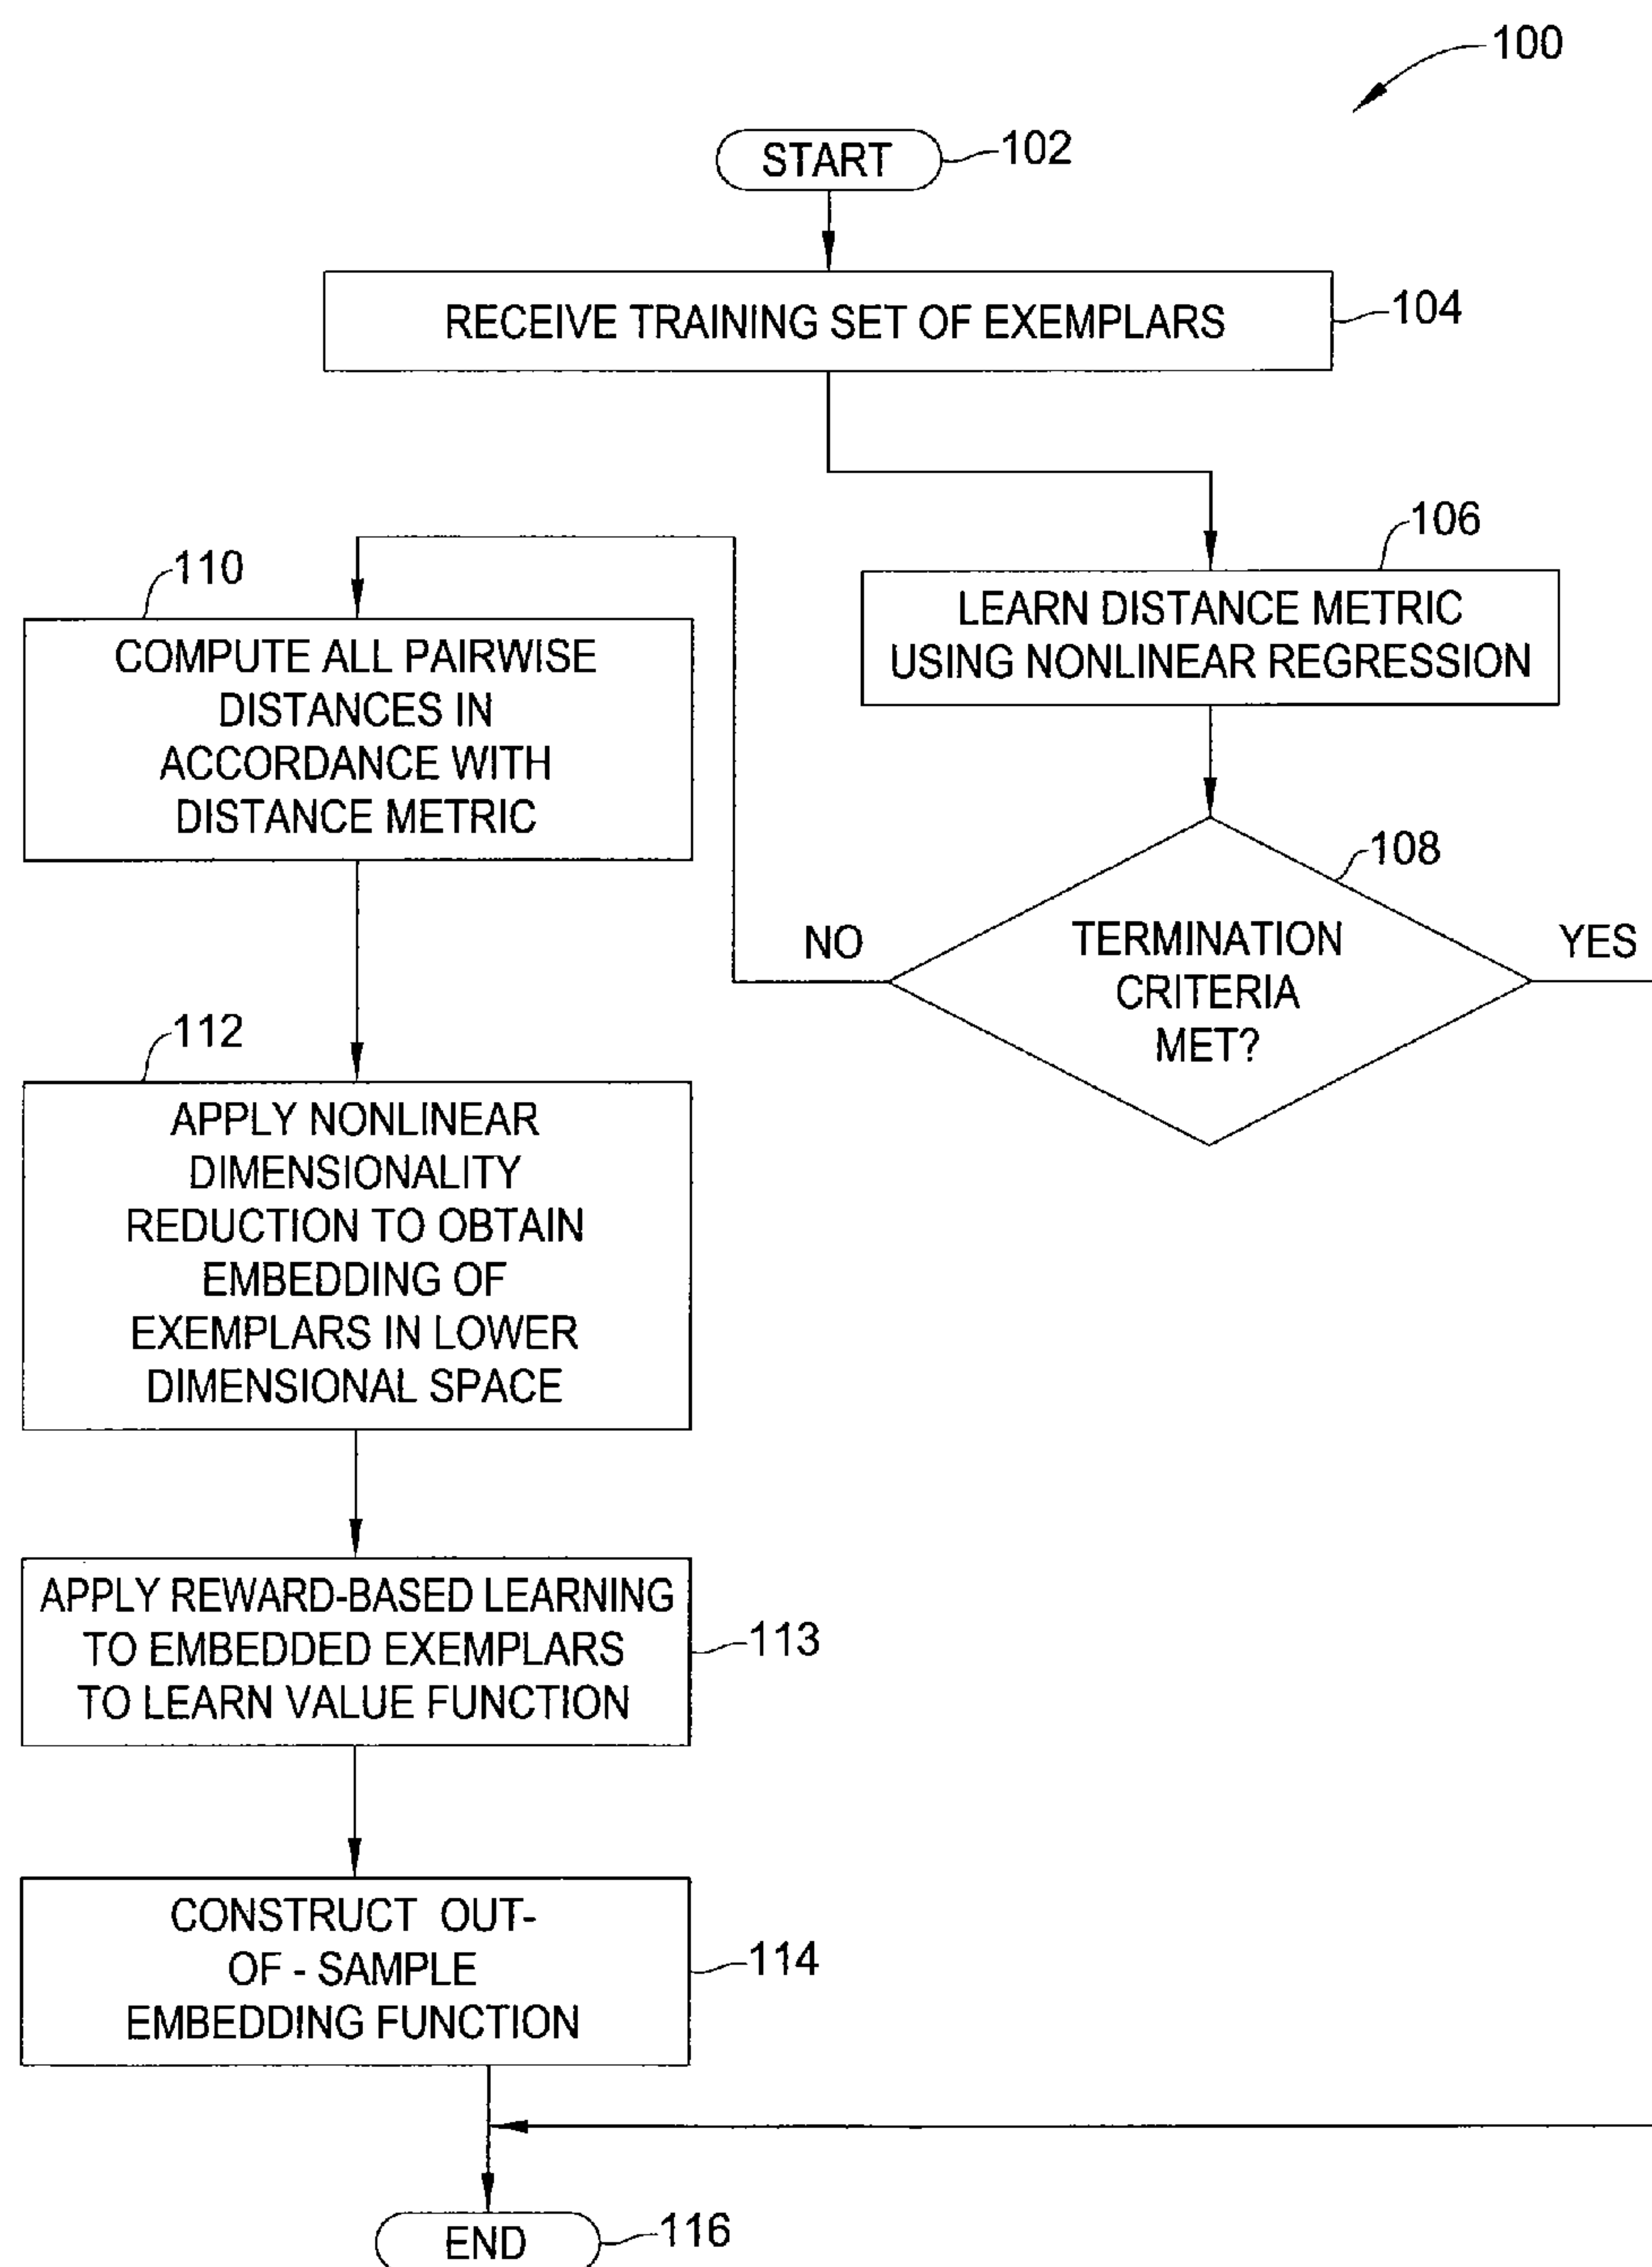 100
START
102
RECEIVE TRAINING SET OF EXEMPLARS
104
106
LEARN DISTANCE METRIC
USING NONLINEAR REGRESSION
110
COMPUTE ALL PAIRWISE
DISTANCES IN
ACCORDANCE WITH
DISTANCE METRIC
108
TERMINATION
CRITERIA
MET?
NO
YES
112
APPLY NONLINEAR
DIMENSIONALITY
REDUCTION TO OBTAIN
EMBEDDING OF
EXEMPLARS IN LOWER
DIMENSIONAL SPACE
APPLY REWARD-BASED LEARNING
TO EMBEDDED EXEMPLARS
TO LEARN VALUE FUNCTION
113
CONSTRUCT OUT-
OF - SAMPLE
EMBEDDING FUNCTION
114
END
116